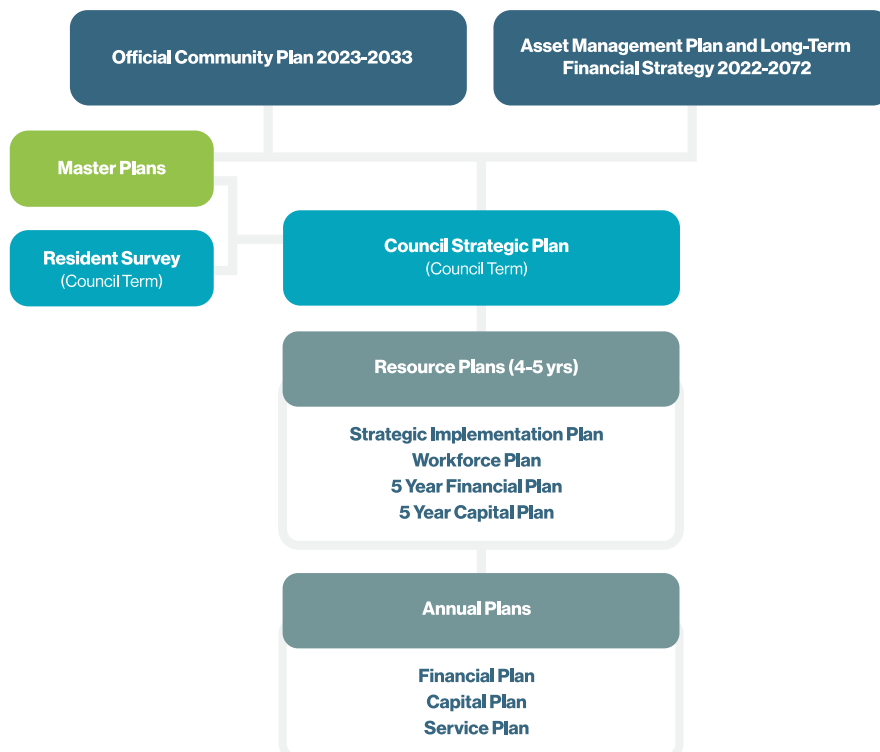 Official Community Plan 2023-2033
Asset Management Plan and Long-Term
Financial Strategy 2022-2072
Master Plans
Resident Survey
(Council Term)
Council Strategic Plan
(Council Term)
Resource Plans (4-5 yrs)
Strategic Implementation Plan
Workforce Plan
5 Year Financial Plan
5 Year Capital Plan
Annual Plans
Financial Plan
Capital Plan
Service Plan